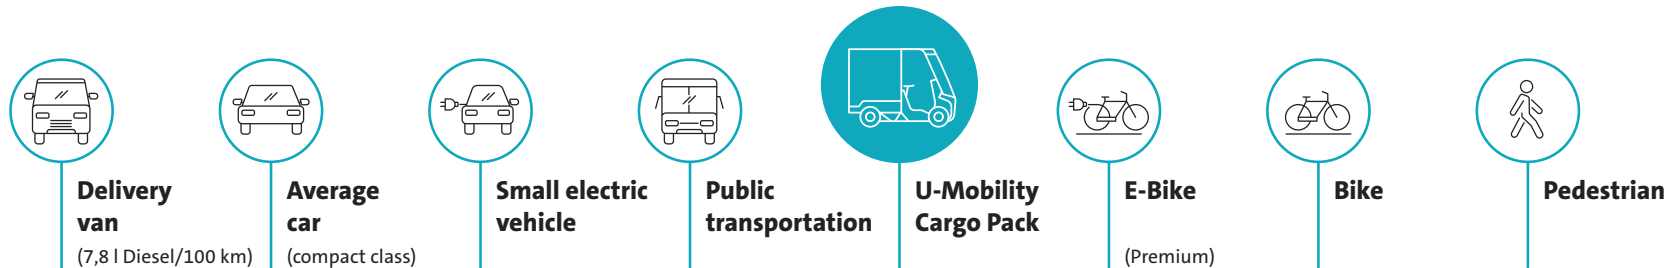 Delivery
van
(7,8 l Diesel/100 km)
Average
car
(compact class)
Small electric
vehicle
Public
transportation
U-Mobility
Cargo Pack
E-Bike
(Premium)
Bike
Pedestrian